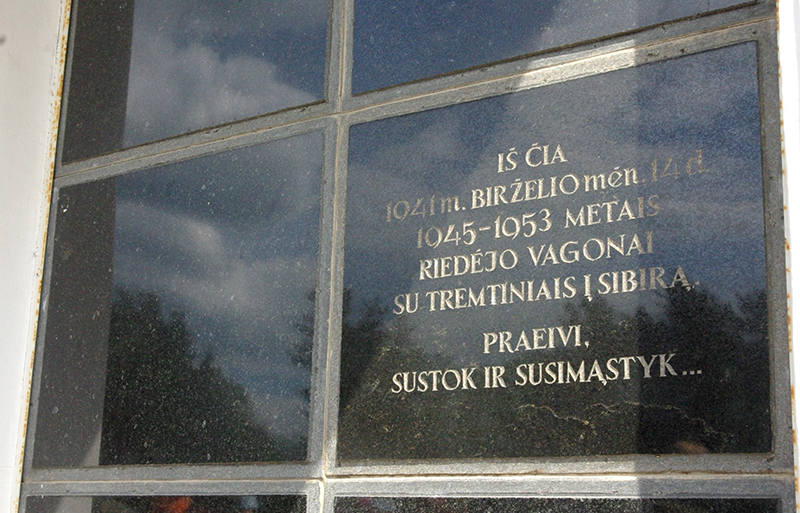 IŠ ČIA
1941 m. BIRŽELIO mėn. 14 d.
1945-1953 METAIS
RIEDĖJO VAGONAI
SU TREMTINIAIS Į SIBIRĄ.
PRAEIVI,
SUSTOK IR SUSIMĄSTYK...